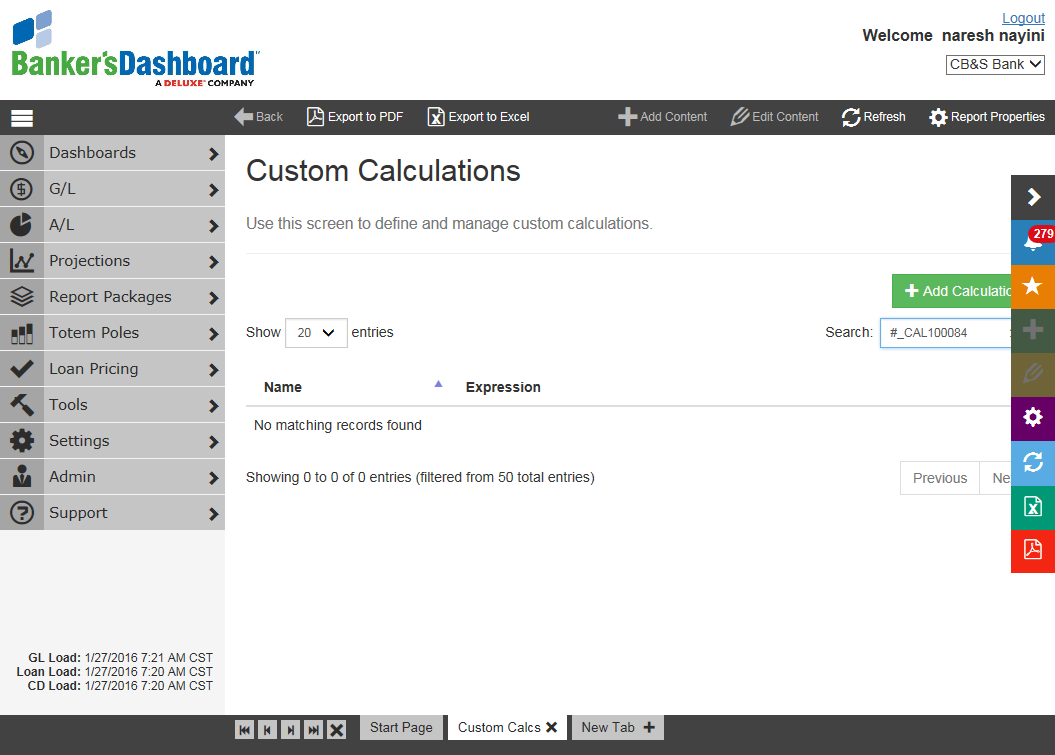 Logout
Welcome naresh nayini
CB&S Bank
Banker'sDashboard™
A DELUXE® COMPANY
Back Export to PDF Export to Excel Add Content Edit Content Refresh Report Properties
Dashboards
G/L
A/L
Projections
Report Packages
Totem Poles
Loan Pricing
Tools
Settings
Admin
Support
Custom Calculations
Use this screen to define and manage custom calculations.
279
Add Calculatio
Show 20 entries
Search: #_CAL100084
Name Expression
No matching records found
Showing 0 to 0 of 0 entries (filtered from 50 total entries)
Previous Ne
GL Load: 1/27/2016 7:21 AM CST
Loan Load: 1/27/2016 7:20 AM CST
CD Load: 1/27/2016 7:20 AM CST
Start Page Custom Calcs New Tab